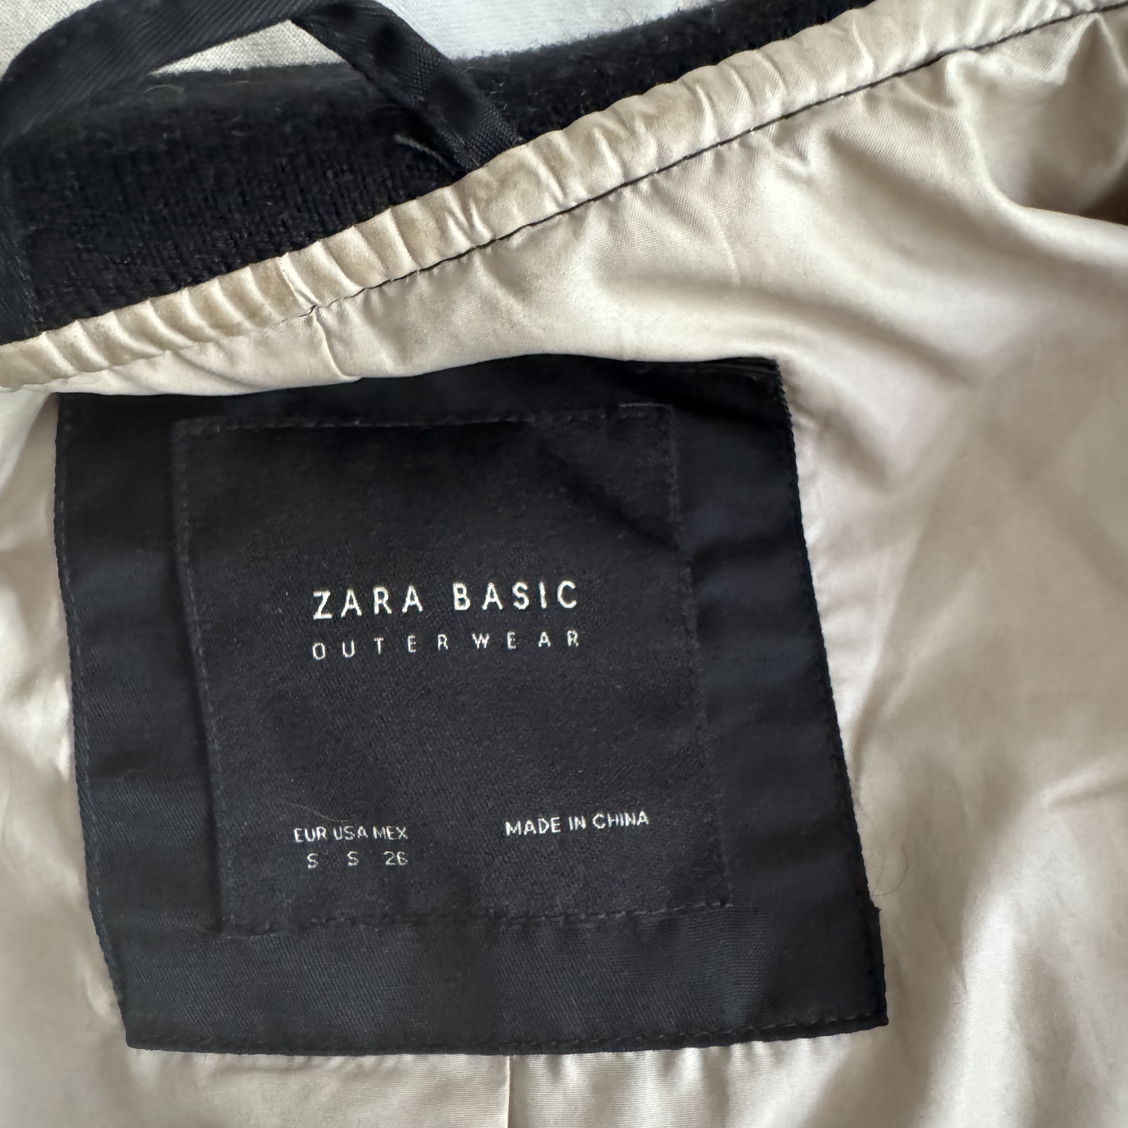 ZARA BASIC
OUTERWEAR
EUR USA MEX
S S 26
MADE IN CHINA